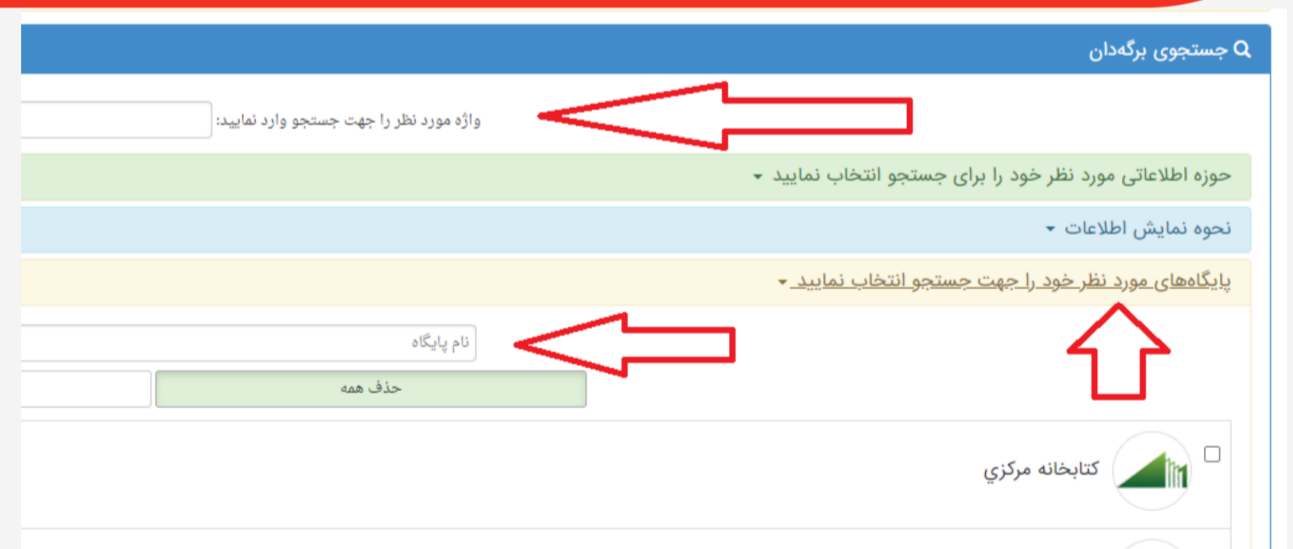 جستجوی برگه‌دان
واژه مورد نظر را جهت جستجو وارد نمایید:
حوزه اطلاعاتی مورد نظر خود را برای جستجو انتخاب نمایید
نحوه نمایش اطلاعات
پایگاه‌های مورد نظر خود را جهت جستجو انتخاب نمایید
نام پایگاه
حذف همه
کتابخانه مرکزي